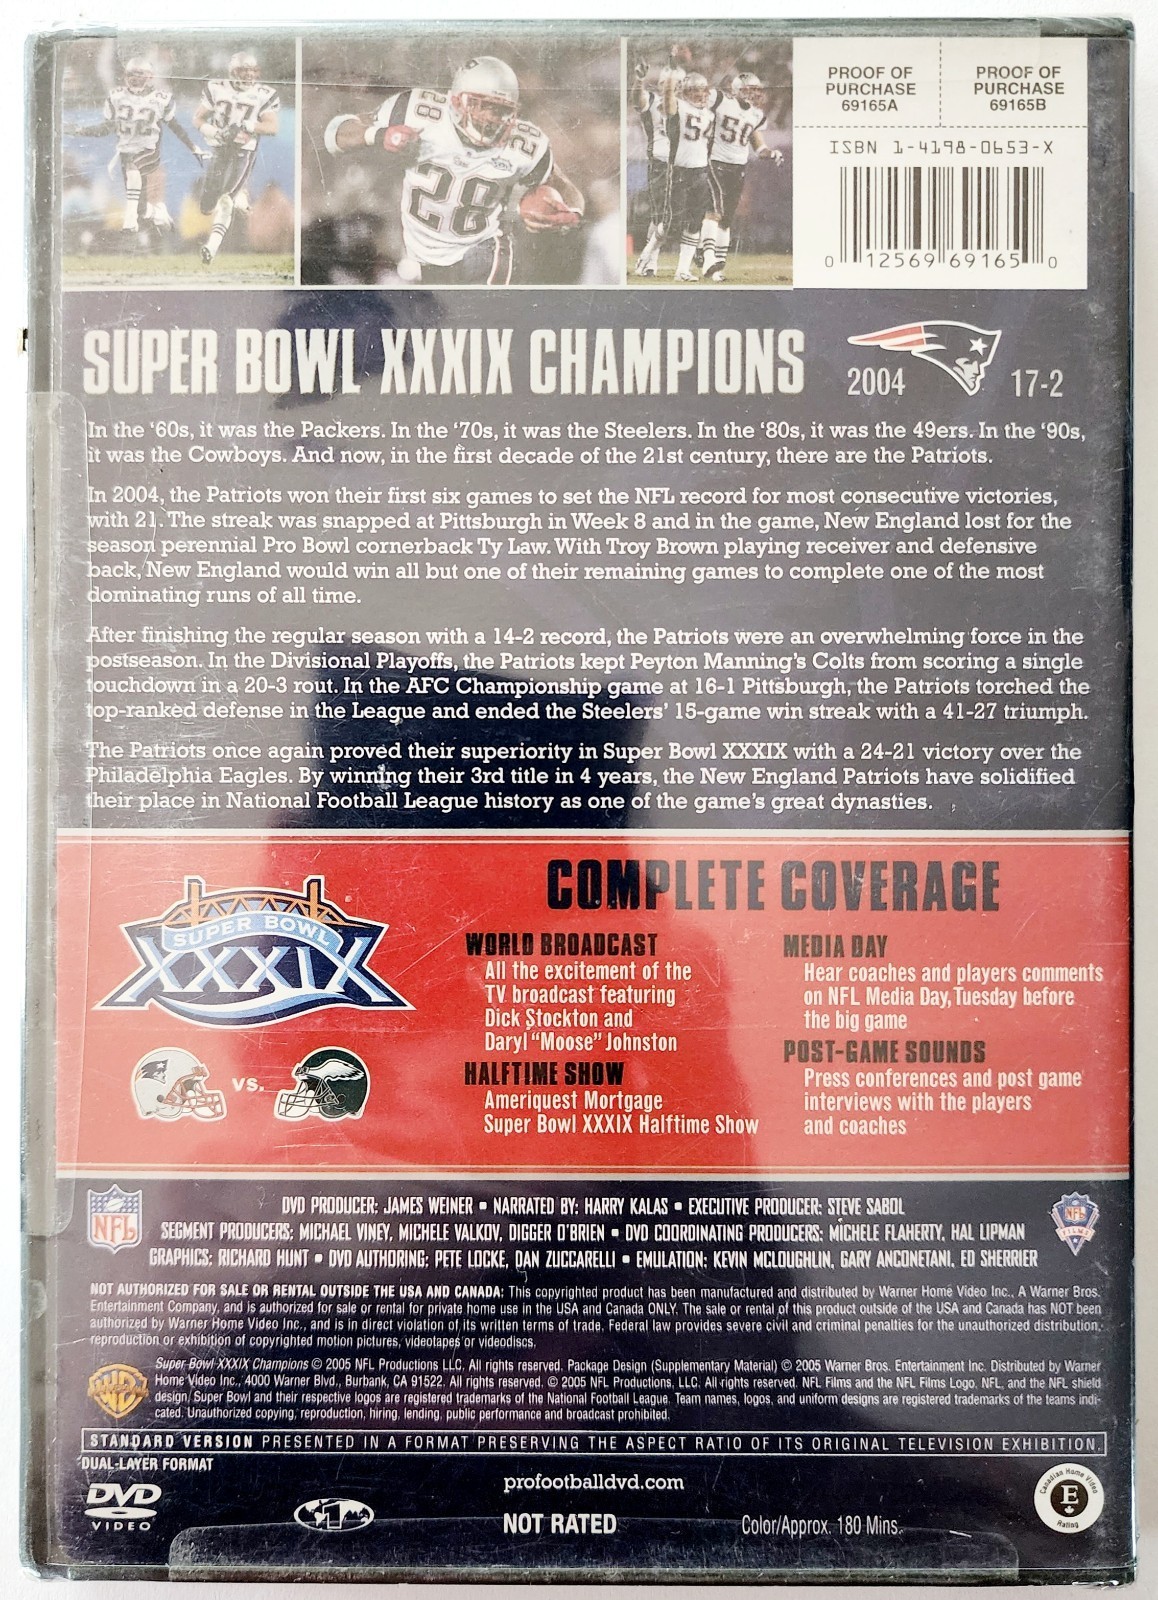 22
37
28
28
28
54
50
PROOF OF
PURCHASE
69165A
PROOF OF
PURCHASE
69165B
ISBN 1-4198-0653-X
0 12569 69165 0
SUPER BOWL XXXIX CHAMPIONS
2004 17-2
In the '60s, it was the Packers. In the '70s, it was the Steelers. In the '80s, it was the 49ers. In the '90s,
it was the Cowboys. And now, in the first decade of the 21st century, there are the Patriots.
In 2004, the Patriots won their first six games to set the NFL record for most consecutive victories,
with 21. The streak was snapped at Pittsburgh in Week 8 and in the game, New England lost for the
season perennial Pro Bowl cornerback Ty Law. With Troy Brown playing receiver and defensive
back, New England would win all but one of their remaining games to complete one of the most
dominating runs of all time.
After finishing the regular season with a 14-2 record, the Patriots were an overwhelming force in the
postseason. In the Divisional Playoffs, the Patriots kept Peyton Manning's Colts from scoring a single
touchdown in a 20-3 rout. In the AFC Championship game at 16-1 Pittsburgh, the Patriots torched the
top-ranked defense in the League and ended the Steelers' 15-game win streak with a 41-27 triumph.
The Patriots once again proved their superiority in Super Bowl XXXIX with a 24-21 victory over the
Philadelphia Eagles. By winning their 3rd title in 4 years, the New England Patriots have solidified
their place in National Football League history as one of the game's great dynasties.
SUPER BOWL
XXXIX
VS.
COMPLETE COVERAGE
WORLD BROADCAST
All the excitement of the
TV broadcast featuring
Dick Stockton and
Daryl "Moose" Johnston
HALFTIME SHOW
Ameriquest Mortgage
Super Bowl XXXIX Halftime Show
MEDIA DAY
Hear coaches and players comments
on NFL Media Day, Tuesday before
the big game
POST-GAME SOUNDS
Press conferences and post game
interviews with the players
and coaches
NFL
DVD PRODUCER: JAMES WEINER • NARRATED BY: HARRY KALAS • EXECUTIVE PRODUCER: STEVE SABOL
SEGMENT PRODUCERS: MICHAEL VINEY, MICHELE VALKOV, DIGGER O'BRIEN • DVD COORDINATING PRODUCERS: MICHELE FLAHERTY, HAL LIPMAN
GRAPHICS: RICHARD HUNT • DVD AUTHORING: PETE LOCKE, DAN ZUCCARELLI • EMULATION: KEVIN MCLOUGHLIN, GARY ANCONETANI, ED SHERRIER
NFL
FILMS
NOT AUTHORIZED FOR SALE OR RENTAL OUTSIDE THE USA AND CANADA: This copyrighted product has been manufactured and distributed by Warner Home Video Inc., A Warner Bros.
Entertainment Company, and is authorized for sale or rental for private home use in the USA and Canada ONLY. The sale or rental of this product outside of the USA and Canada has NOT been
authorized by Warner Home Video Inc., and is in direct violation of its written terms of trade. Federal law provides severe civil and criminal penalties for the unauthorized distribution,
reproduction or exhibition of copyrighted motion pictures, videotapes or videodiscs.
Super Bowl XXXIX Champions © 2005 NFL Productions LLC. All rights reserved. Package Design (Supplementary Material) © 2005 Warner Bros. Entertainment Inc. Distributed by Warner
Home Video Inc., 4000 Warner Blvd., Burbank, CA 91522. All rights reserved. © 2005 NFL Productions, LLC. All rights reserved. NFL Films and the NFL Films Logo, NFL, and the NFL shield
design, Super Bowl and their respective logos are registered trademarks of the National Football League. Team names, logos, and uniform designs are registered trademarks of the teams indi-
cated. Unauthorized copying, reproduction, hiring, lending, public performance and broadcast prohibited.
STANDARD VERSION PRESENTED IN A FORMAT PRESERVING THE ASPECT RATIO OF ITS ORIGINAL TELEVISION EXHIBITION.
DUAL-LAYER FORMAT
DVD
VIDEO
1
profootballdvd.com
NOT RATED
Color/Approx. 180 Mins.
Canadian Home Video
E
Rating